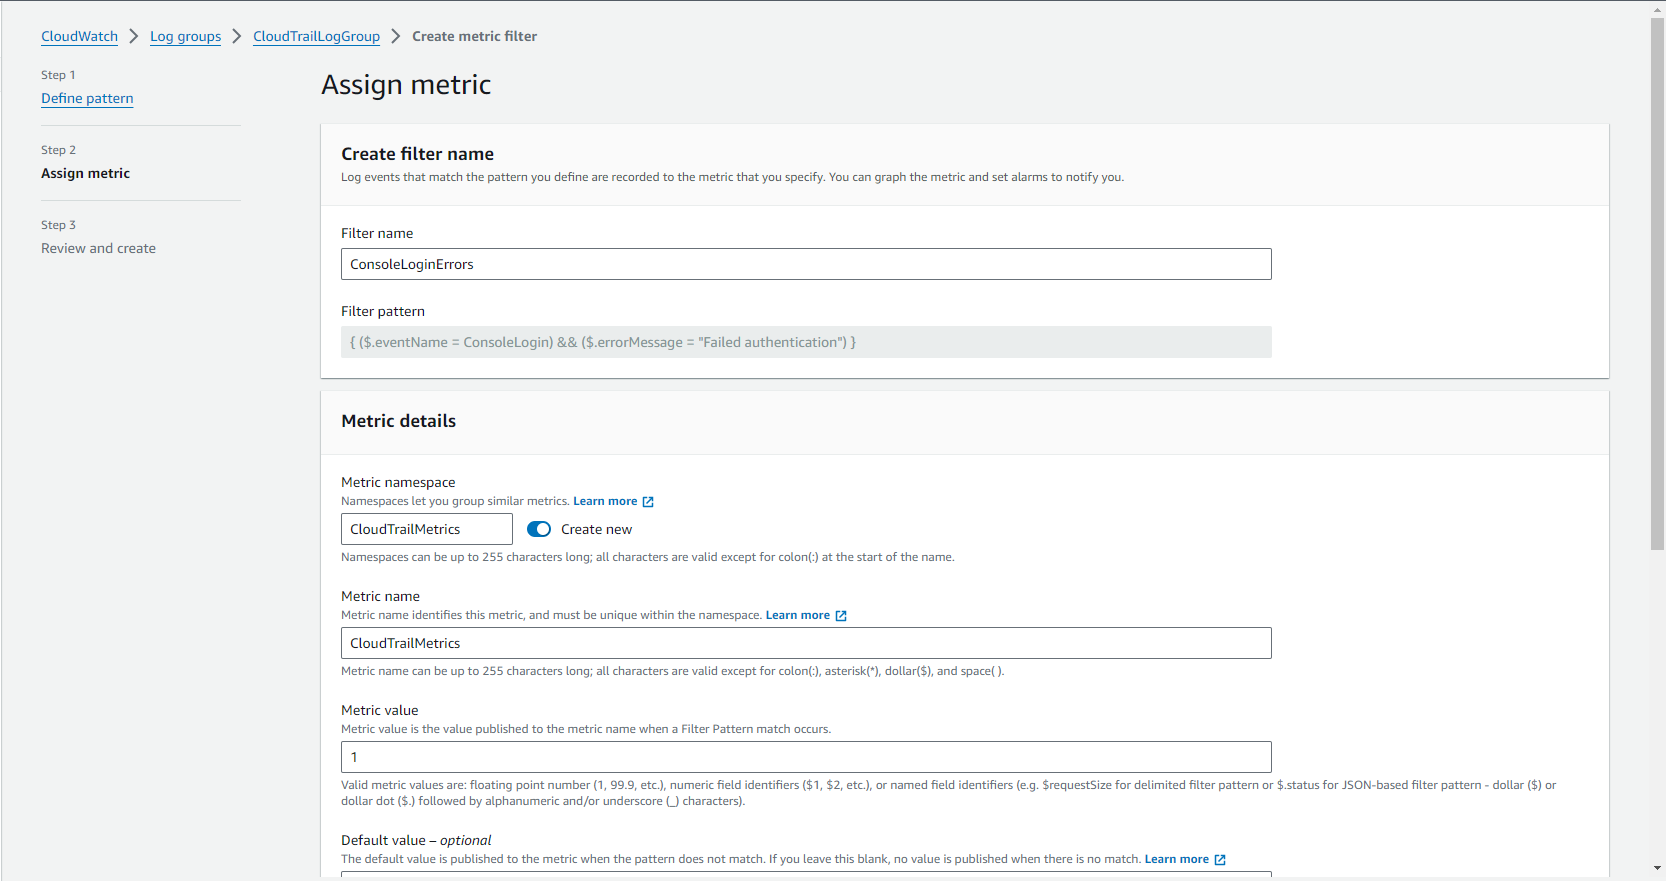 CloudWatch > Log groups > CloudTrailLogGroup > Create metric filter
Step 1
Define pattern
Step 2
Assign metric
Step 3
Review and create
Assign metric
Create filter name
Log events that match the pattern you define are recorded to the metric that you specify. You can graph the metric and set alarms to notify you.
Filter name
ConsoleLoginErrors
Filter pattern
{ ($.eventName = ConsoleLogin) && ($.errorMessage = "Failed authentication") }
Metric details
Metric namespace
Namespaces let you group similar metrics. Learn more
CloudTrailMetrics
Create new
Namespaces can be up to 255 characters long; all characters are valid except for colon(:) at the start of the name.
Metric name
Metric name identifies this metric, and must be unique within the namespace. Learn more
CloudTrailMetrics
Metric name can be up to 255 characters long; all characters are valid except for colon(:), asterisk(*), dollar($), and space( ).
Metric value
Metric value is the value published to the metric name when a Filter Pattern match occurs.
1
Valid metric values are: floating point number (1, 99.9, etc.), numeric field identifiers ($1, $2, etc.), or named field identifiers (e.g. $requestSize for delimited filter pattern or $.status for JSON-based filter pattern - dollar ($) or
dollar dot ($.) followed by alphanumeric and/or underscore (_) characters).
Default value – optional
The default value is published to the metric when the pattern does not match. If you leave this blank, no value is published when there is no match. Learn more